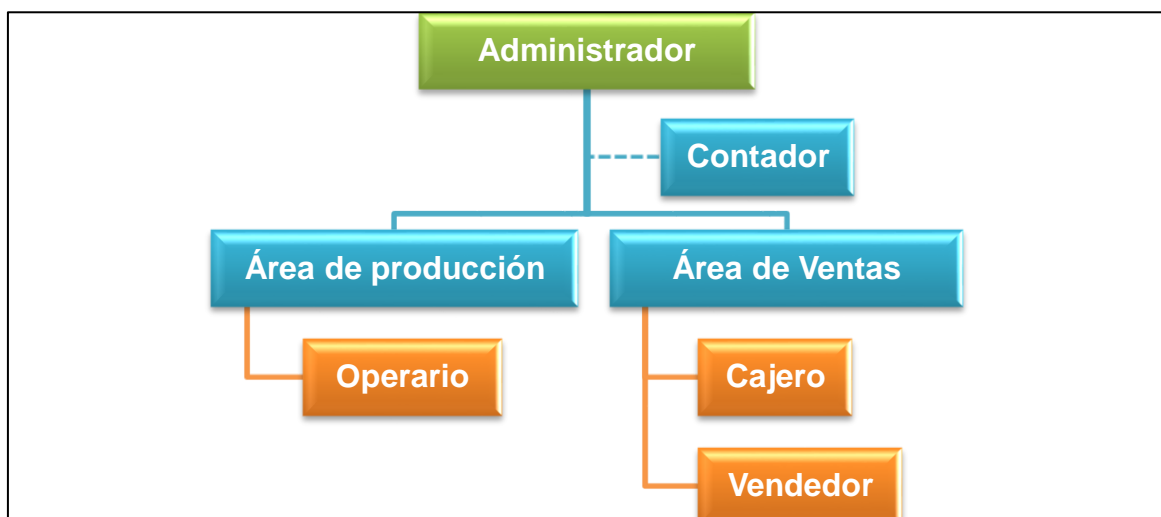 Administrador
Contador
Área de producción
Área de Ventas
Operario
Cajero
Vendedor